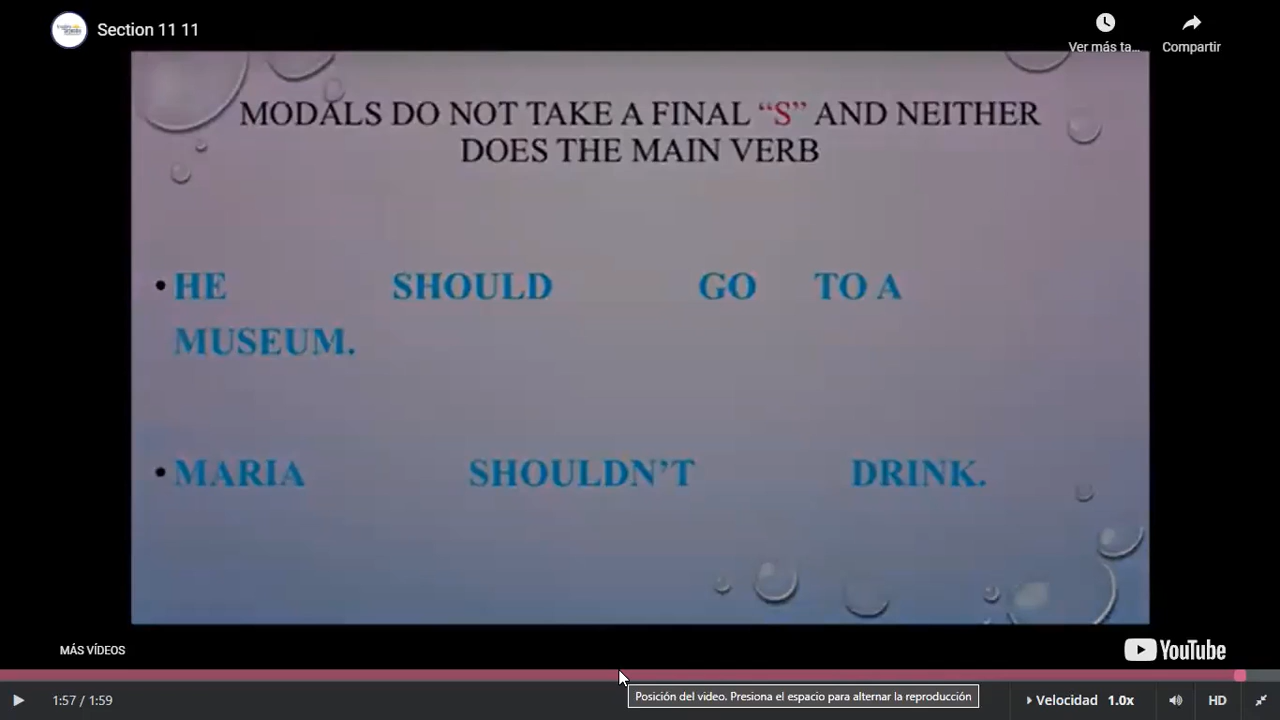 Section 11 11
Ver más ta...
Compartir
MODALS DO NOT TAKE A FINAL “S” AND NEITHER
DOES THE MAIN VERB
• HE SHOULD GO TO A
MUSEUM.
• MARIA SHOULDN’T DRINK.
MÁS VÍDEOS
YouTube
Posición del video. Presiona el espacio para alternar la reproducción
1:57 / 1:59
Velocidad 1.0x
HD